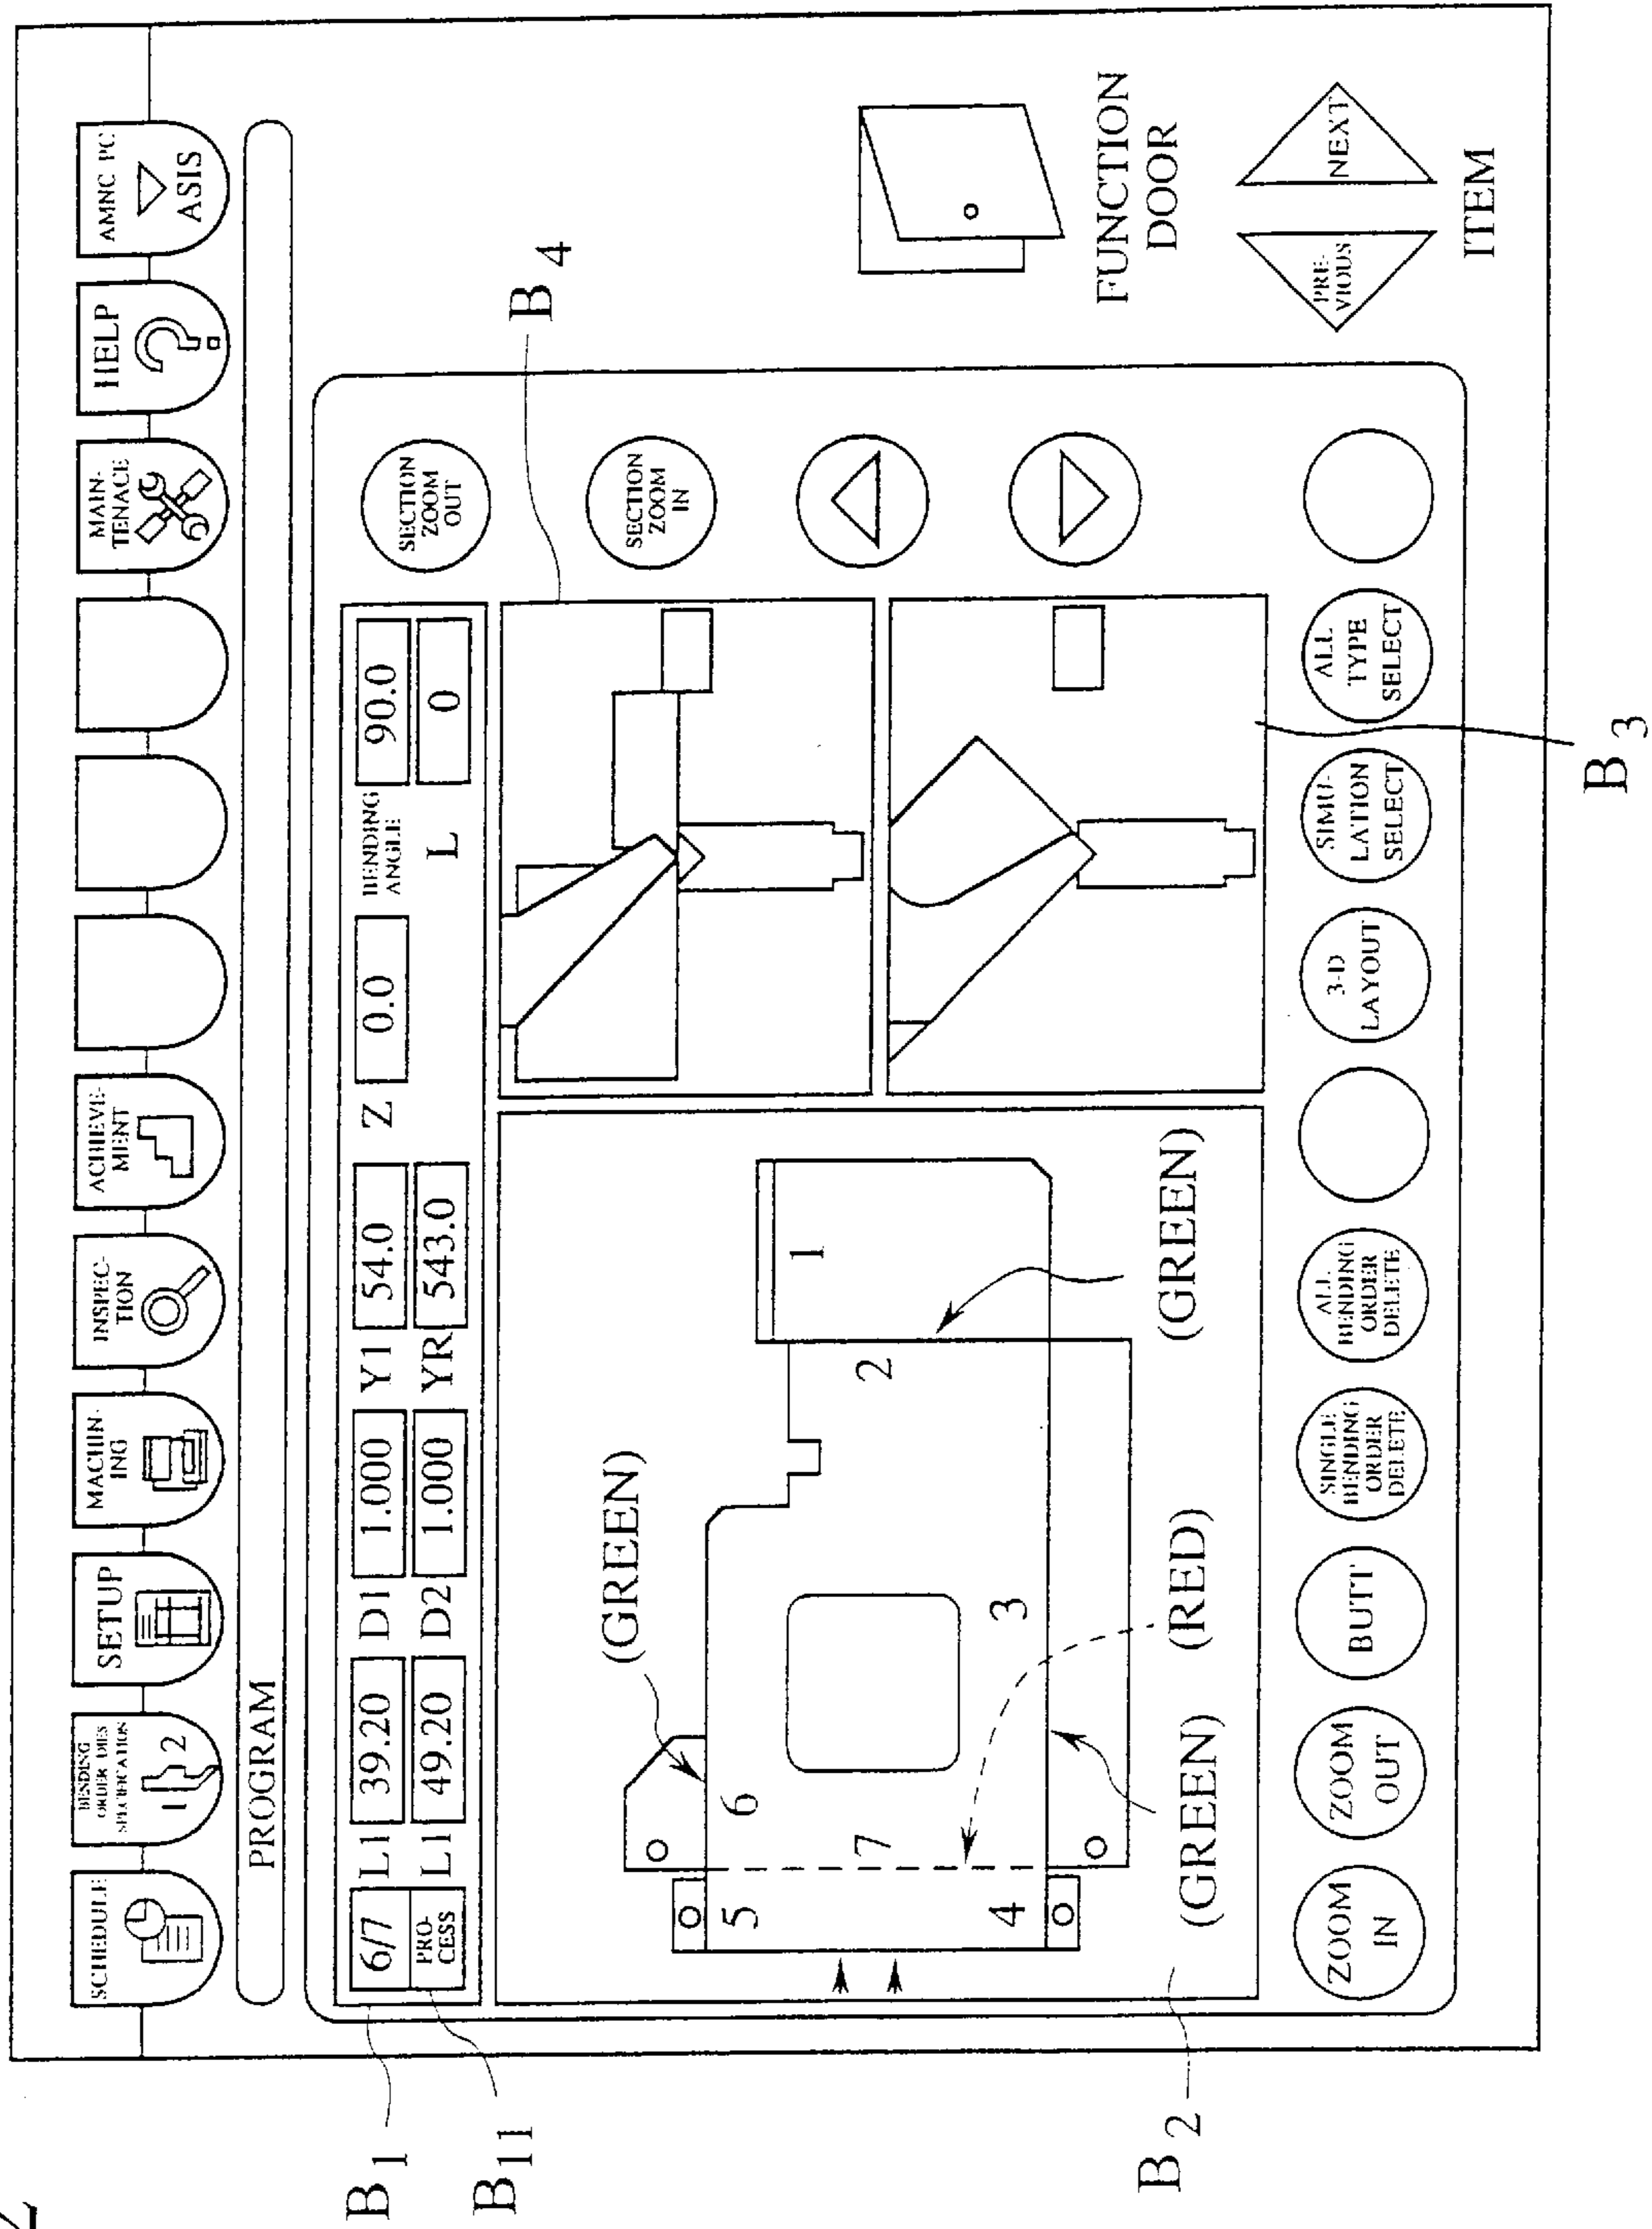 2
SCHEDULE
BENDING
ORDER DIES
SPECIFICATION
1 2
SETUP
MACHIN-
ING
INSPEC-
TION
ACHIEVE-
MENT
MAIN-
TENACE
HELP
AMNC PC
ASIS
PROGRAM
6/7 L1 39.20 D1 1.000 Y1 54.0 Z 0.0 BENDING
ANGLE 90.0
PRO-
CESS L1 49.20 D2 1.000 YR 543.0 L 0
B1
B11
B2
B3
B4
(GREEN)
6
5
7
4
3
2
1
(GREEN)
(RED)
(GREEN)
SECTION
ZOOM
OUT
SECTION
ZOOM
IN
ZOOM
IN
ZOOM
OUT
BUTT
SINGLE
BENDING
ORDER
DELETE
ALL
BENDING
ORDER
DELETE
3-D
LAYOUT
SIMU-
LATION
SELECT
ALL
TYPE
SELECT
FUNCTION
DOOR
PRE-
VIOUS
NEXT
ITEM